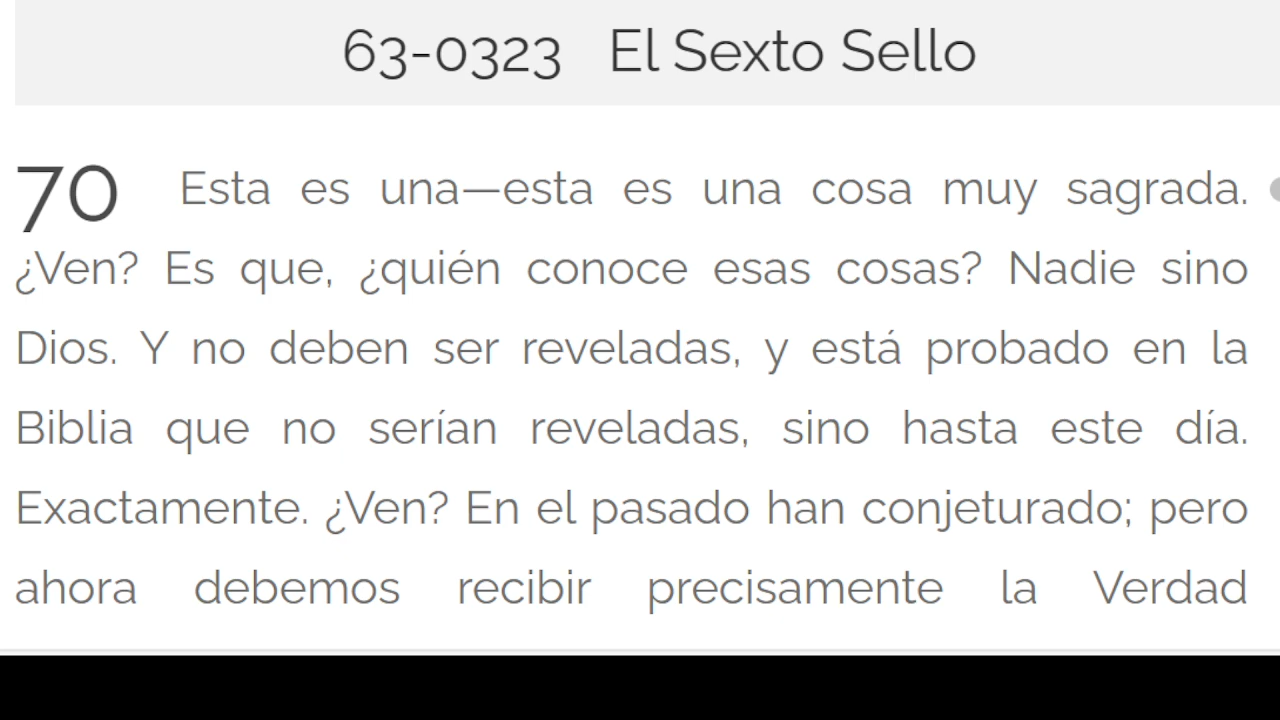 63-0323 El Sexto Sello
70 Esta es una—esta es una cosa muy sagrada.
¿Ven? Es que, ¿quién conoce esas cosas? Nadie sino
Dios. Y no deben ser reveladas, y está probado en la
Biblia que no serían reveladas, sino hasta este día.
Exactamente. ¿Ven? En el pasado han conjeturado; pero
ahora debemos recibir precisamente la Verdad